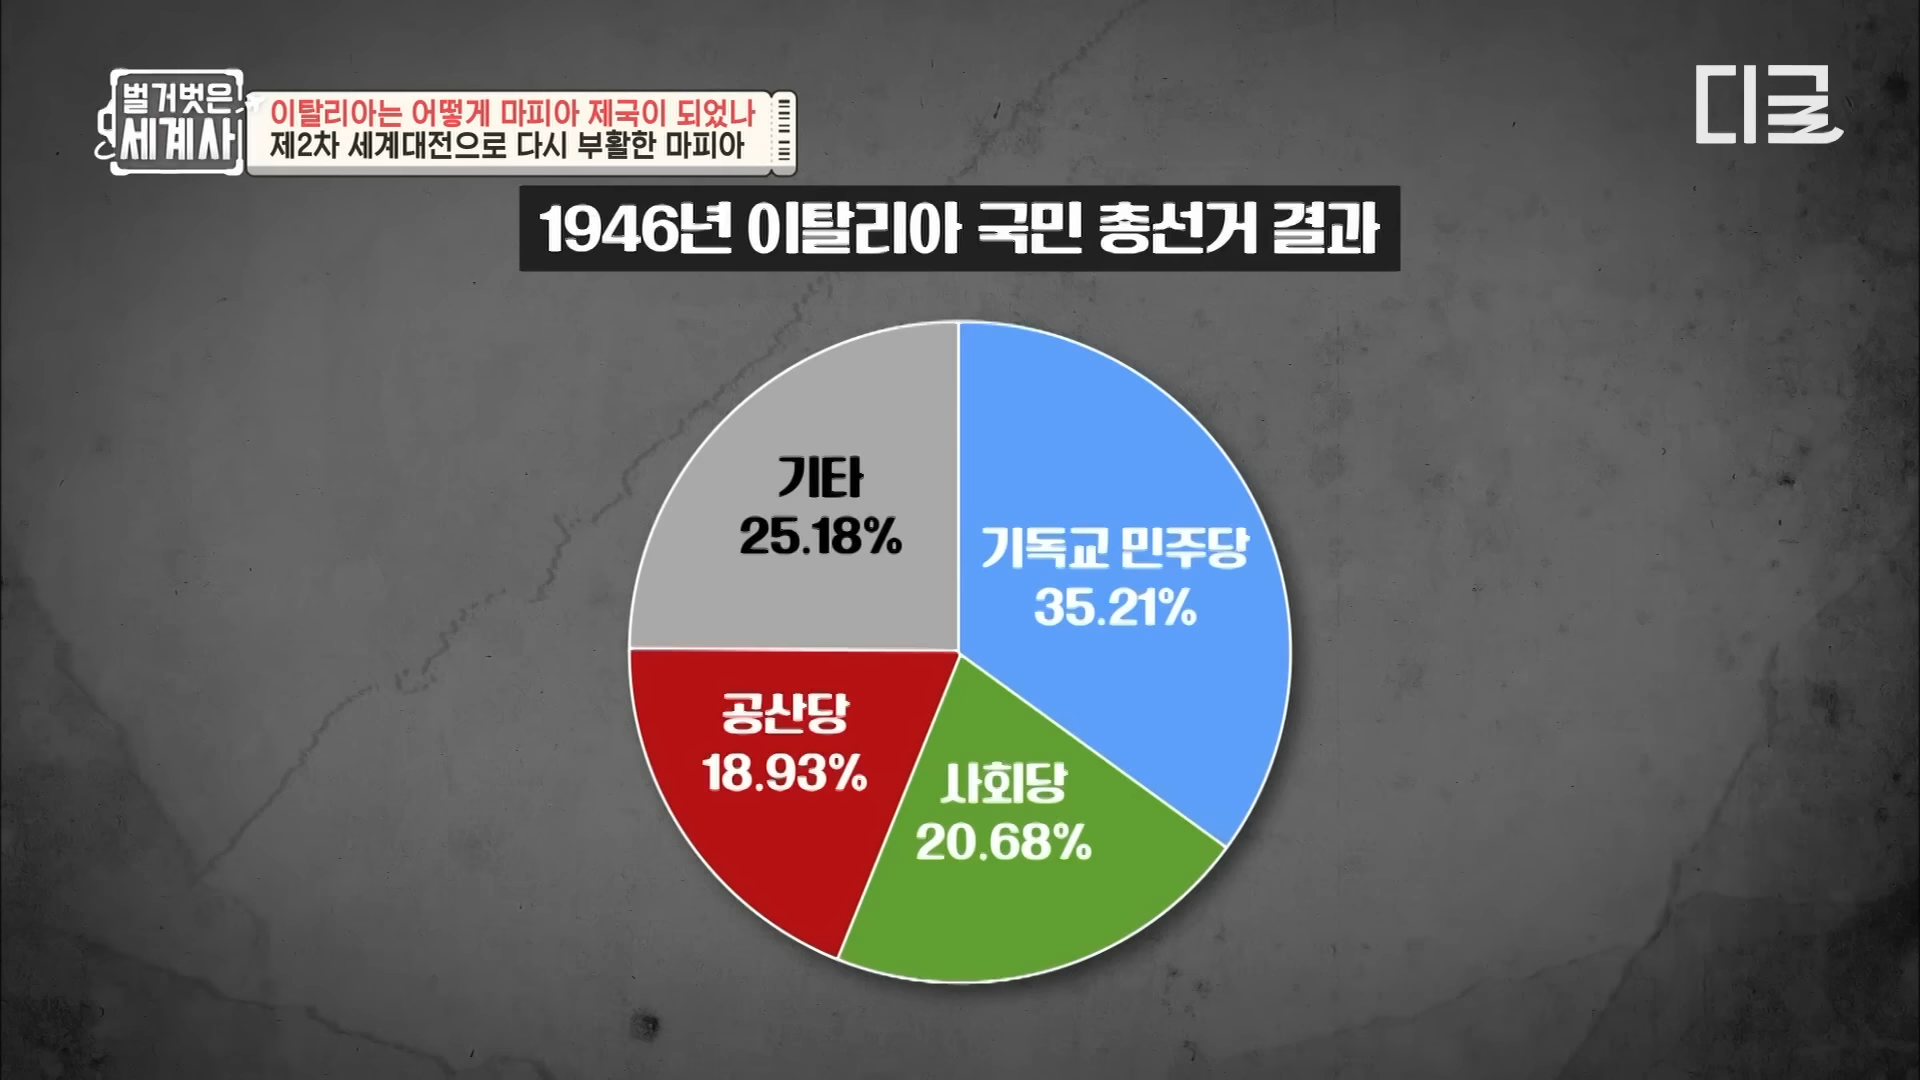 벌거벗은
세계사
이탈리아는 어떻게 마피아 제국이 되었나
제2차 세계대전으로 다시 부활한 마피아
디글
1946년 이탈리아 국민 총선거 결과
기타
25.18%
기독교 민주당
35.21%
공산당
18.93%
사회당
20.68%